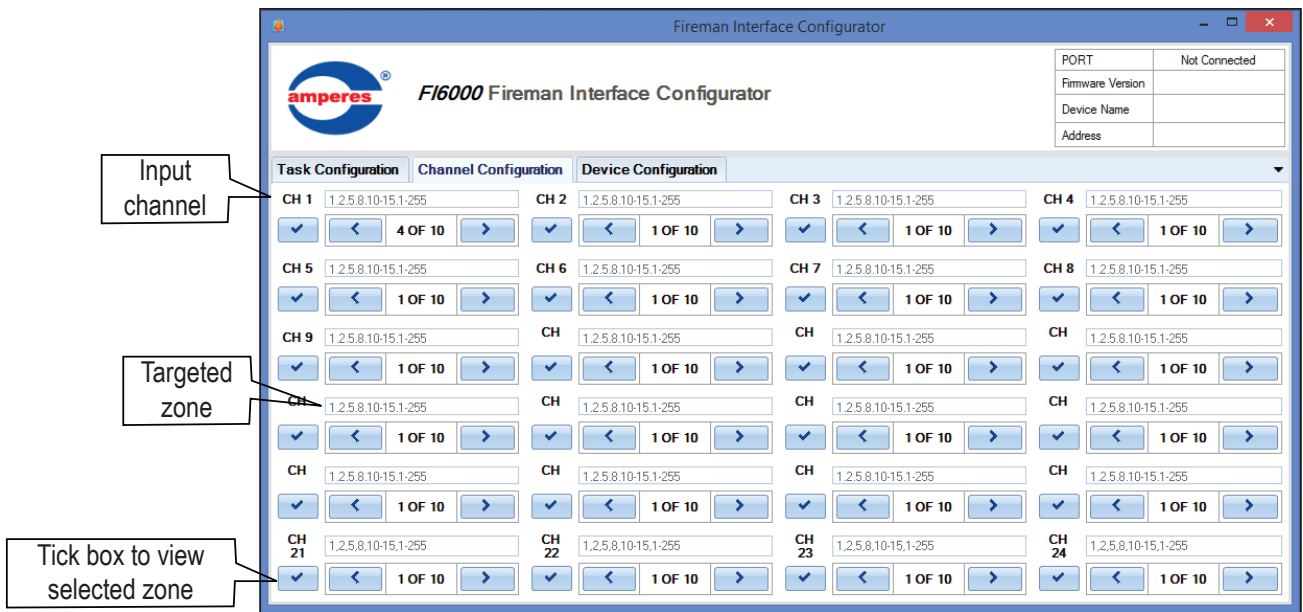 Fireman Interface Configurator
amperes ®
FI6000 Fireman Interface Configurator
PORT Not Connected
Firmware Version
Device Name
Address
Input
channel
Task Configuration Channel Configuration Device Configuration
CH 1 1.2.5.8.10-15.1-255 CH 2 1.2.5.8.10-15.1-255 CH 3 1.2.5.8.10-15.1-255 CH 4 1.2.5.8.10-15.1-255
4 OF 10 1 OF 10 1 OF 10 1 OF 10
CH 5 1.2.5.8.10-15.1-255 CH 6 1.2.5.8.10-15.1-255 CH 7 1.2.5.8.10-15.1-255 CH 8 1.2.5.8.10-15.1-255
1 OF 10 1 OF 10 1 OF 10 1 OF 10
CH 9 1.2.5.8.10-15.1-255 CH 1.2.5.8.10-15.1-255 CH 1.2.5.8.10-15.1-255 CH 1.2.5.8.10-15.1-255
1 OF 10 1 OF 10 1 OF 10 1 OF 10
Targeted
zone
CH 1.2.5.8.10-15.1-255 CH 1.2.5.8.10-15.1-255 CH 1.2.5.8.10-15.1-255 CH 1.2.5.8.10-15.1-255
1 OF 10 1 OF 10 1 OF 10 1 OF 10
CH 1.2.5.8.10-15.1-255 CH 1.2.5.8.10-15.1-255 CH 1.2.5.8.10-15.1-255 CH 1.2.5.8.10-15.1-255
1 OF 10 1 OF 10 1 OF 10 1 OF 10
CH 21 1,2,5,8,10-15,1-255 CH 22 1,2,5,8,10-15,1-255 CH 23 1,2,5,8,10-15,1-255 CH 24 1,2,5,8,10-15,1-255
1 OF 10 1 OF 10 1 OF 10 1 OF 10
Tick box to view
selected zone